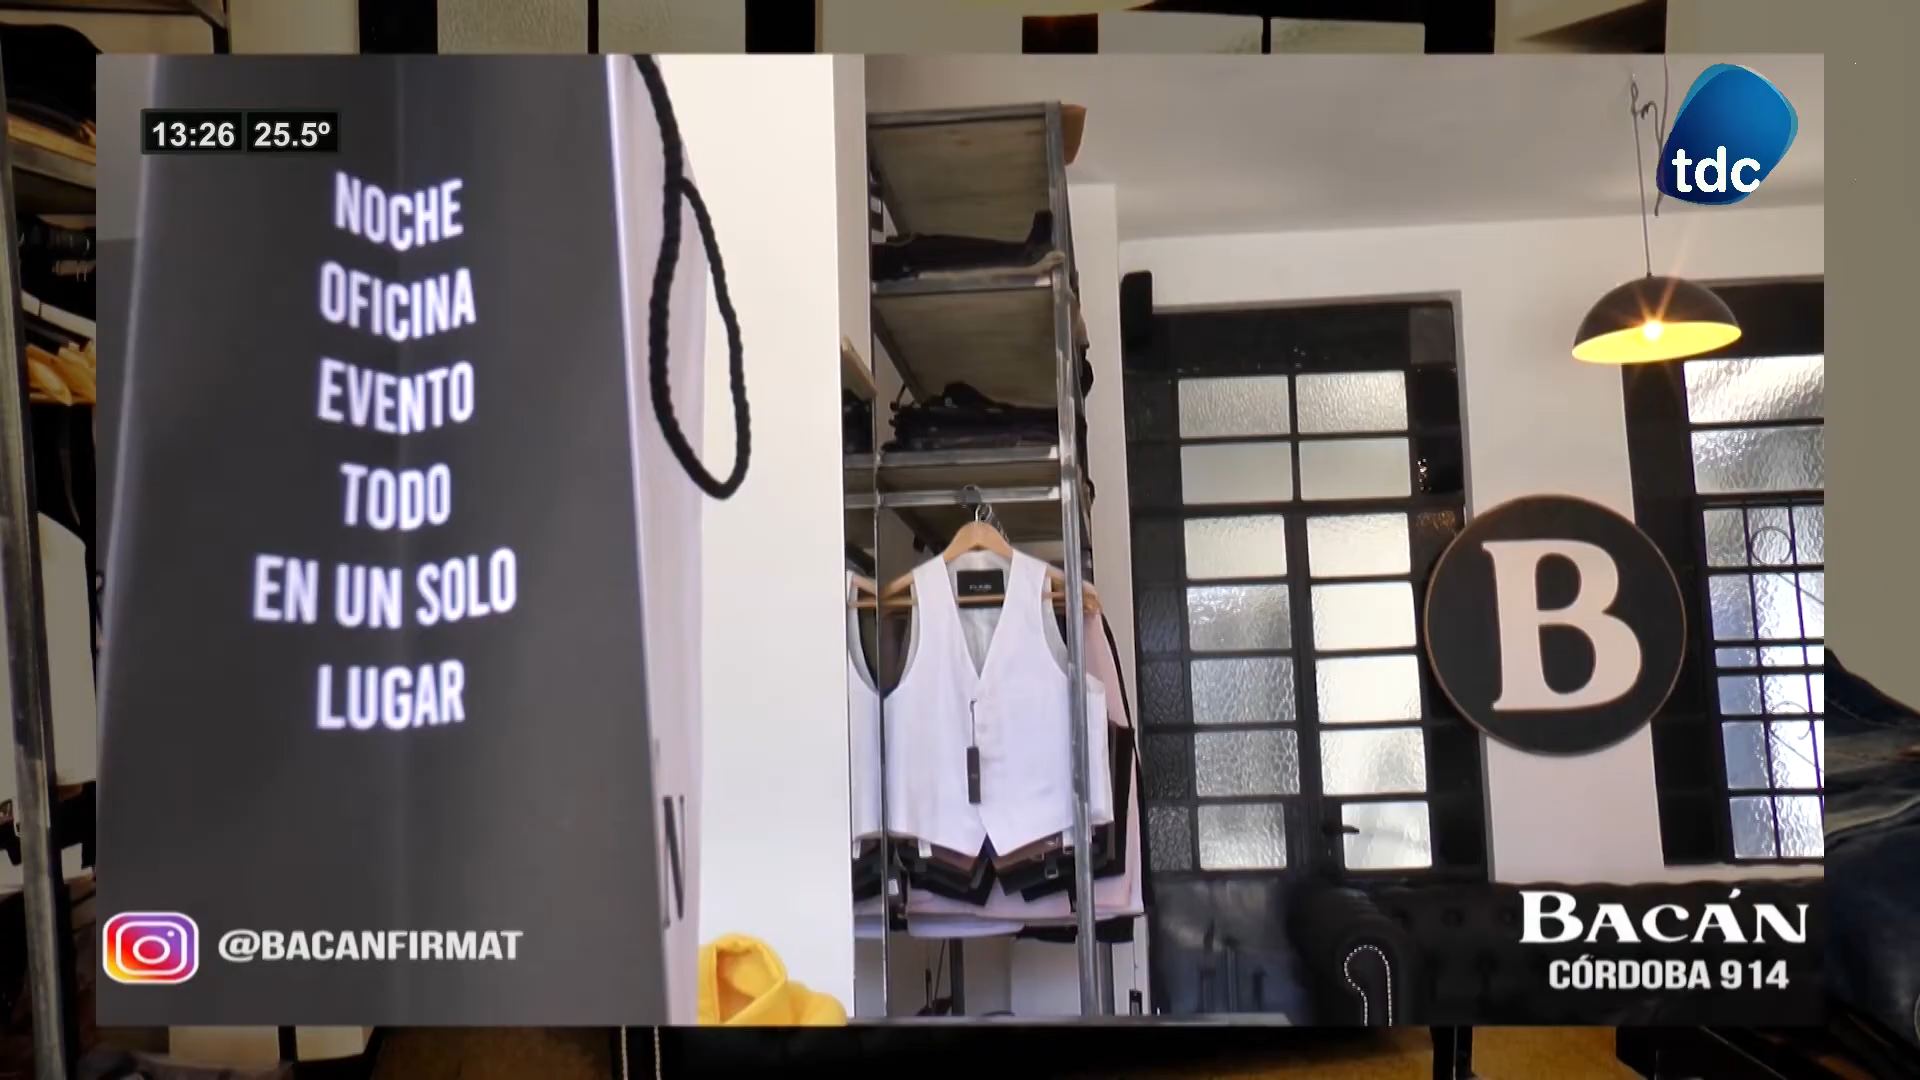 13:26 25.5º
tdc
NOCHE
OFICINA
EVENTO
TODO
EN UN SOLO
LUGAR
B
N
@BACANFIRMAT
BACÁN
CÓRDOBA 914